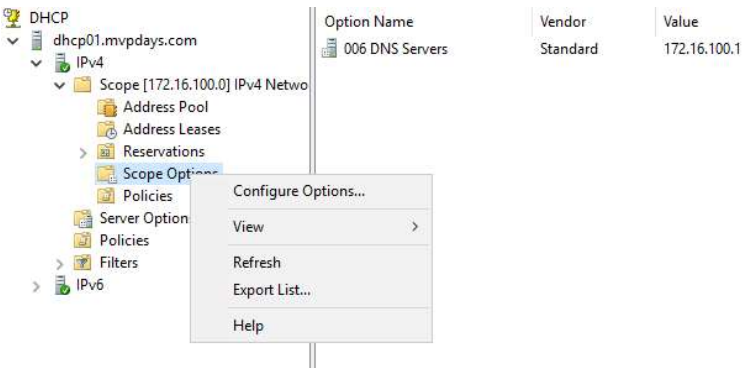 DHCP
dhcp01.mvpdays.com
IPv4
Scope [172.16.100.0] IPv4 Netwo
Address Pool
Address Leases
Reservations
Scope Options
Policies
Server Option
Policies
Filters
IPv6
Option Name Vendor Value
006 DNS Servers Standard 172.16.100.1
Configure Options...
View
Refresh
Export List...
Help